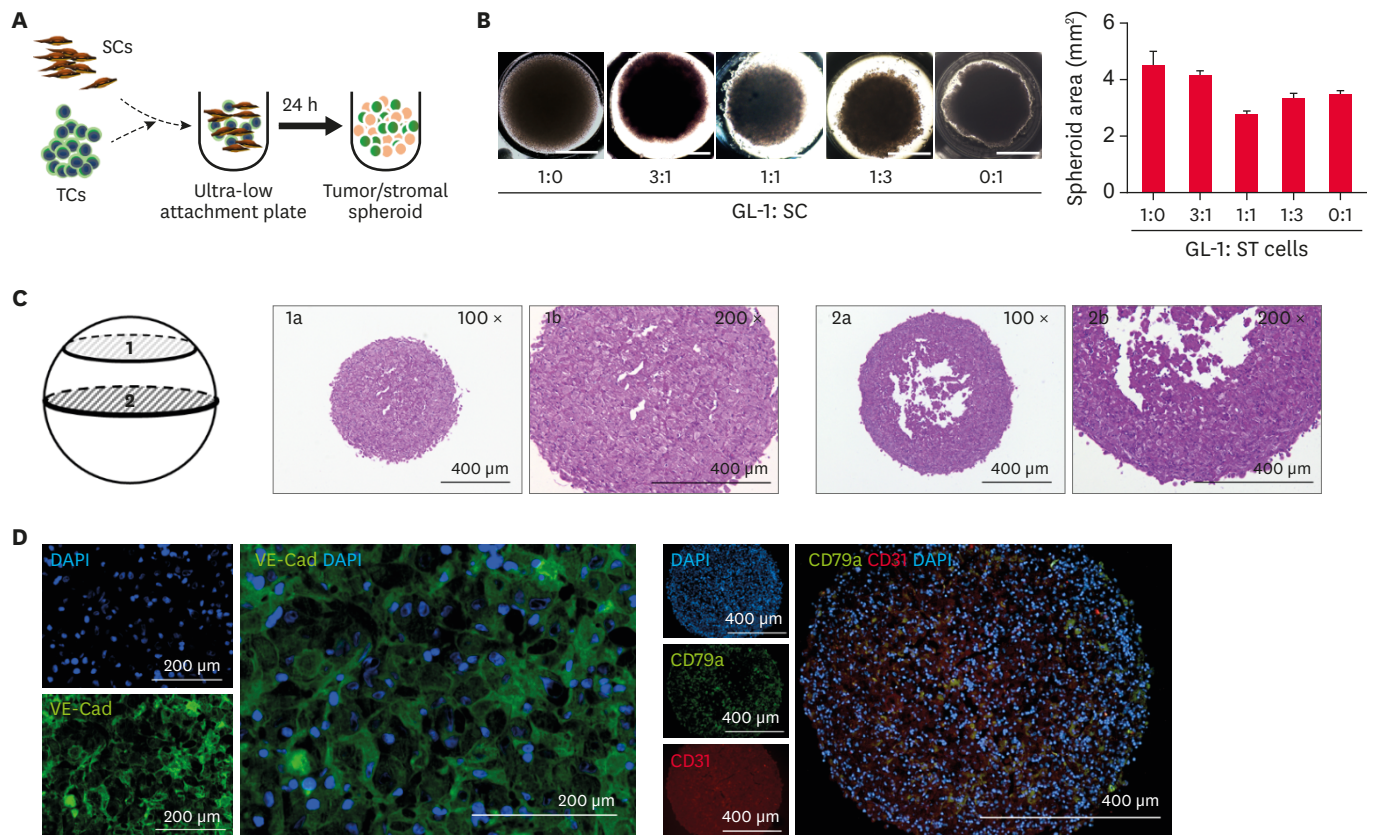 A
SCs
TCs
24 h
Ultra-low
attachment plate
Tumor/stromal
spheroid
B
1:0 3:1 1:1 1:3 0:1
GL-1: SC
Spheroid area (mm²)
6
4
2
0
1:0 3:1 1:1 1:3 0:1
GL-1: ST cells
C
1
2
1a 100 ×
400 µm
1b 200 ×
400 µm
2a 100 ×
400 µm
2b 200 ×
400 µm
D
DAPI
200 µm
VE-Cad
200 µm
VE-Cad DAPI
200 µm
DAPI
400 µm
CD79a
400 µm
CD31
400 µm
CD79a CD31 DAPI
400 µm